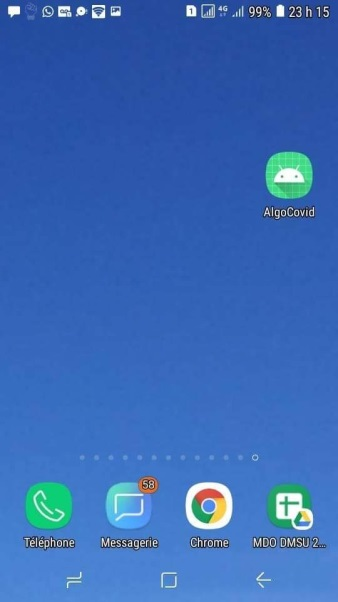 1 4G 99% 23 h 15
AlgoCovid
58
Téléphone Messagerie Chrome MDO DMSU 2...